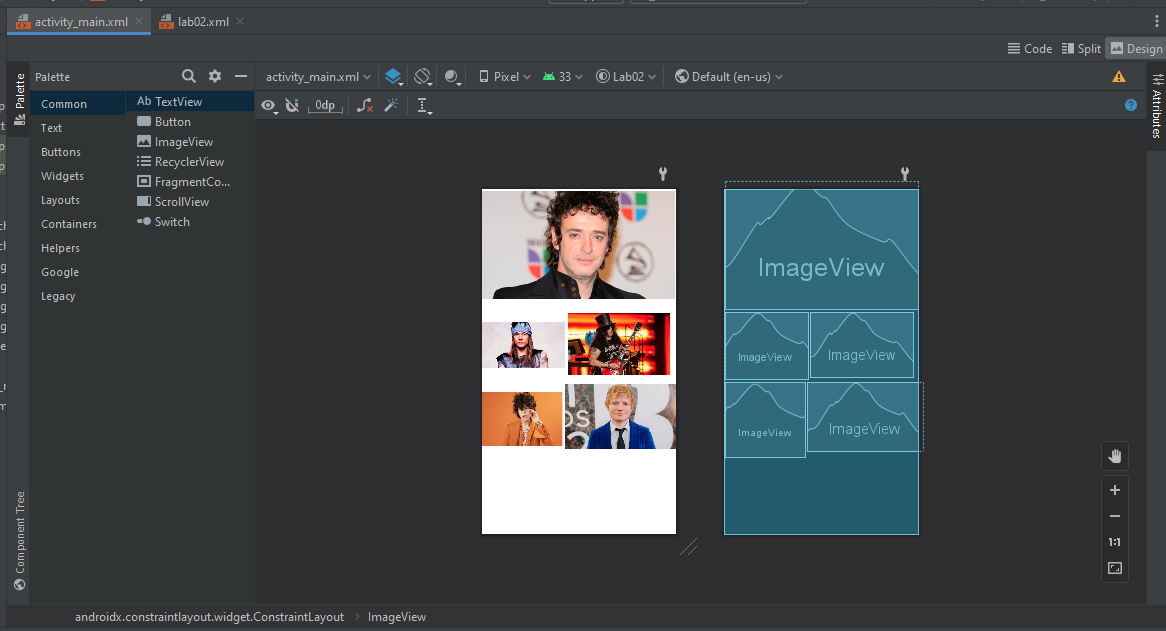 activity_main.xml
lab02.xml
Code
Split
Design
Palette
Palette
activity_main.xml
Pixel
33
Lab02
Default (en-us)
Common
Text
Buttons
Widgets
Layouts
Containers
Helpers
Google
Legacy
Ab TextView
Button
ImageView
RecyclerView
FragmentCo...
ScrollView
Switch
0dp
?
Attributes
ImageView
ImageView
ImageView
ImageView
ImageView
1:1
Component Tree
androidx.constraintlayout.widget.ConstraintLayout
ImageView